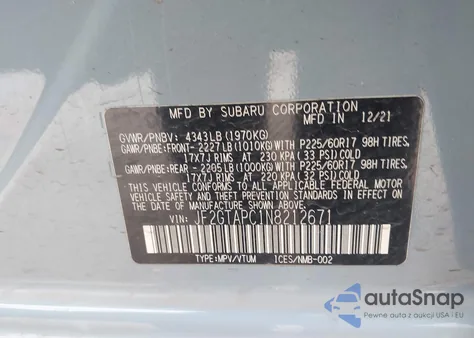 MFD BY SUBARU CORPORATION
MADE IN JAPAN 12/21
GVWR/PNBV: 4343LB (1970KG)
GAWR/PNBE:FRONT- 2227LB(1010KG)WITH P225/60R17 98H TIRES,
17X7J RIMS AT 230 KPA( 33 PSI)COLD
GAWR/PNBE:REAR - 2205LB(1000KG)WITH P225/60R17 98H TIRES,
17X7J RIMS AT 220 KPA( 32 PSI)COLD
THIS VEHICLE CONFORMS TO ALL APPLICABLE
SAFETY, BUMPER, AND THEFT PREVENTION
STANDARDS IN EFFECT ON THE DATE OF
MANUFACTURE SHOWN ABOVE.
VIN: JF2GTAPC1N8212671
TYPE:MPV/VTUM ICES/NMB-002
autoSnap
Pewne auta z aukcji USA i EU